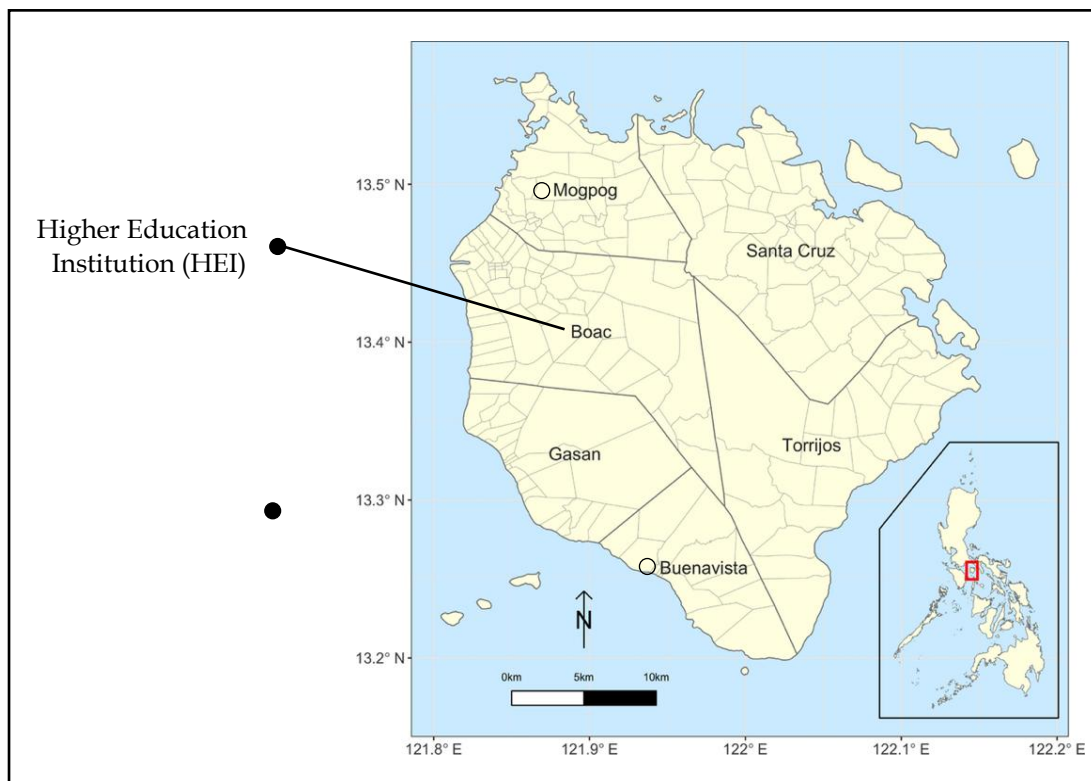 Higher Education
Institution (HEI)
13.5° N
13.4° N
13.3° N
13.2° N
Mogpog
Santa Cruz
Boac
Gasan
Torrijos
Buenavista
N
0km 5km 10km
121.8° E 121.9° E 122° E 122.1° E 122.2° E